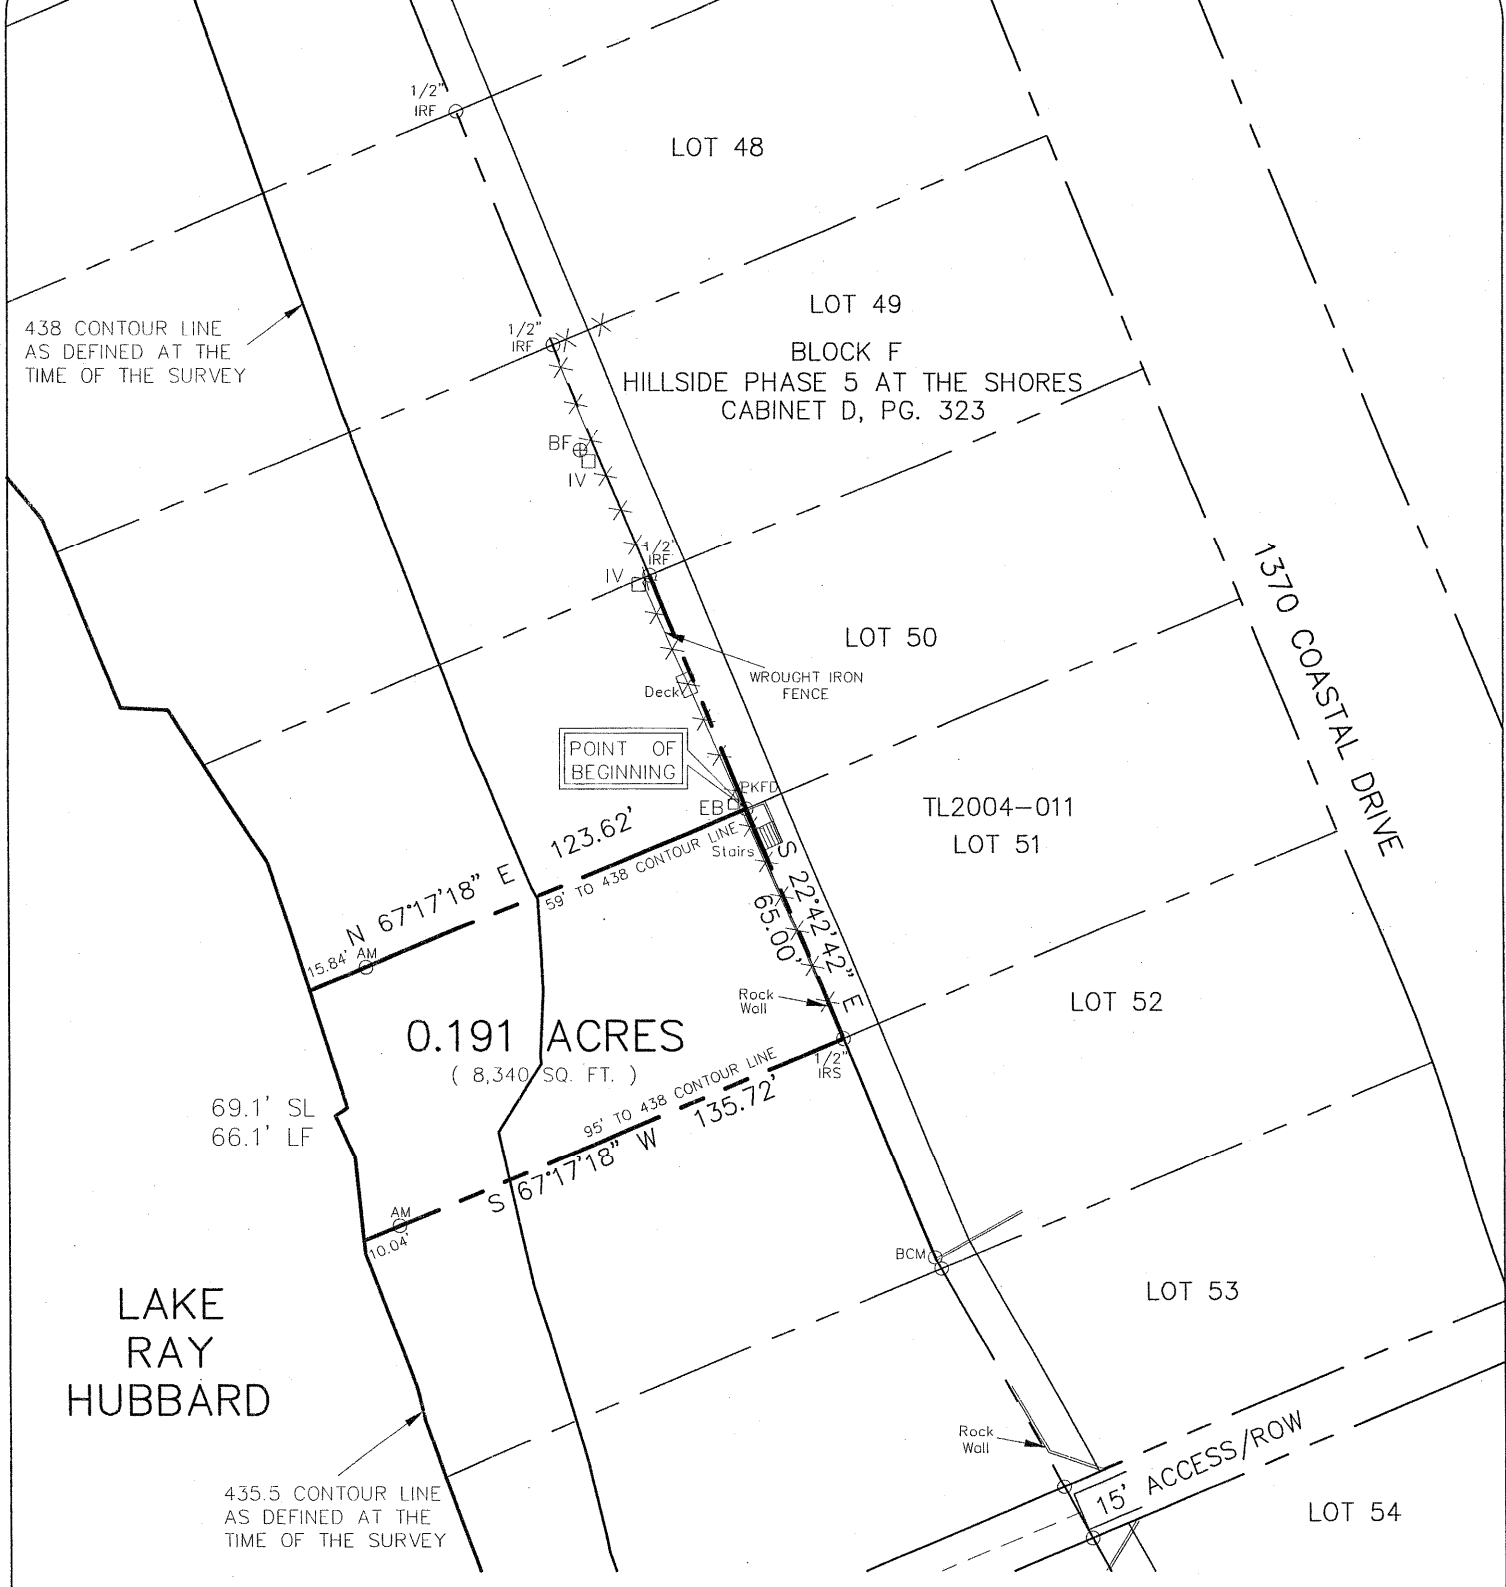 1/2"
IRF
LOT 48
LOT 49
BLOCK F
HILLSIDE PHASE 5 AT THE SHORES
CABINET D, PG. 323
438 CONTOUR LINE
AS DEFINED AT THE
TIME OF THE SURVEY
1/2"
IRF
BF
IV
1/2"
IRF
IV
LOT 50
WROUGHT IRON
FENCE
Deck
1370 COASTAL DRIVE
POINT OF
BEGINNING
PKFD
EB
TL2004-011
LOT 51
N 67°17'18" E 123.62'
59' TO 438 CONTOUR LINE
Stairs
S 22°42'42" E
65.00'
15.84'
AM
Rock
Wall
LOT 52
0.191 ACRES
( 8,340 SQ. FT. )
1/2"
IRS
69.1' SL
66.1' LF
95' TO 438 CONTOUR LINE
S 67°17'18" W 135.72'
AM
10.04'
BCM
LOT 53
LAKE
RAY
HUBBARD
Rock
Wall
15' ACCESS/ROW
435.5 CONTOUR LINE
AS DEFINED AT THE
TIME OF THE SURVEY
LOT 54